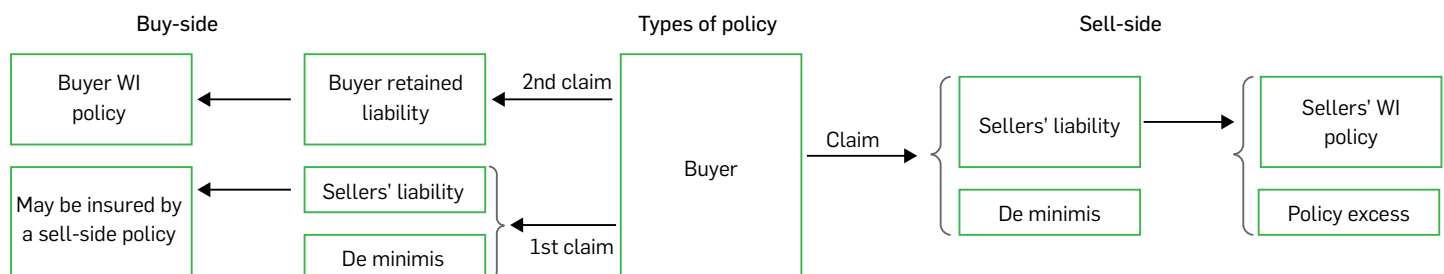 Buy-side
Types of policy
Sell-side
Buyer WI
policy
Buyer retained
liability
2nd claim
Buyer
Claim
Sellers’ liability
Sellers’ WI
policy
May be insured by
a sell-side policy
Sellers’ liability
De minimis
1st claim
De minimis
Policy excess